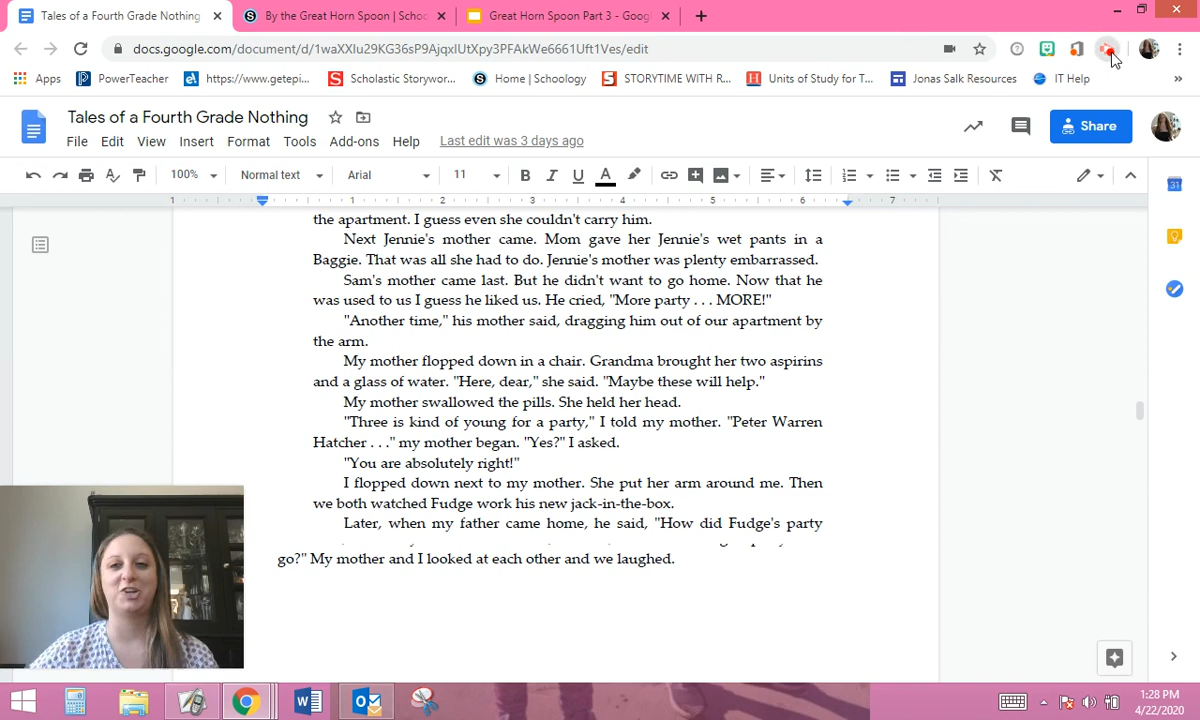 Tales of a Fourth Grade Nothing
By the Great Horn Spoon | Schoo
Great Horn Spoon Part 3 - Goog
docs.google.com/document/d/1waXXIu29KG36sP9AjqxIUtXpy3PFAkWe6661Uft1Ves/edit
Apps PowerTeacher https://www.getepi... Scholastic Storywor... Home | Schoology STORYTIME WITH R... Units of Study for T... Jonas Salk Resources IT Help
Tales of a Fourth Grade Nothing
File Edit View Insert Format Tools Add-ons Help Last edit was 3 days ago
Share
100% Normal text Arial 11 B I U A
1 1 2 3 4 5 6 7
31
the apartment. I guess even she couldn't carry him.
Next Jennie's mother came. Mom gave her Jennie's wet pants in a
Baggie. That was all she had to do. Jennie's mother was plenty embarrassed.
Sam's mother came last. But he didn't want to go home. Now that he
was used to us I guess he liked us. He cried, "More party . . . MORE!"
"Another time," his mother said, dragging him out of our apartment by
the arm.
My mother flopped down in a chair. Grandma brought her two aspirins
and a glass of water. "Here, dear," she said. "Maybe these will help."
My mother swallowed the pills. She held her head.
"Three is kind of young for a party," I told my mother. "Peter Warren
Hatcher . . ." my mother began. "Yes?" I asked.
"You are absolutely right!"
I flopped down next to my mother. She put her arm around me. Then
we both watched Fudge work his new jack-in-the-box.
Later, when my father came home, he said, "How did Fudge's party
go?" My mother and I looked at each other and we laughed.
1:28 PM
4/22/2020